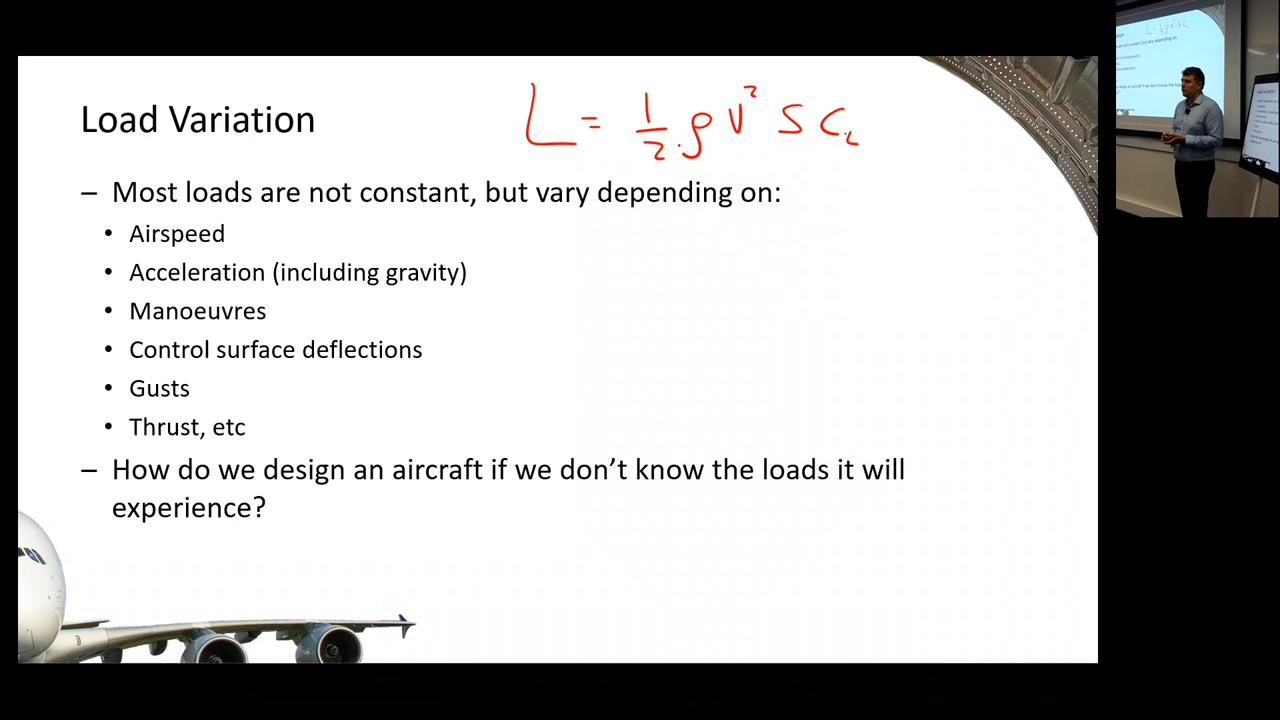 Load Variation
L = 1/2 ρ V² S C_L
– Most loads are not constant, but vary depending on:
• Airspeed
• Acceleration (including gravity)
• Manoeuvres
• Control surface deflections
• Gusts
• Thrust, etc
– How do we design an aircraft if we don’t know the loads it will
experience?